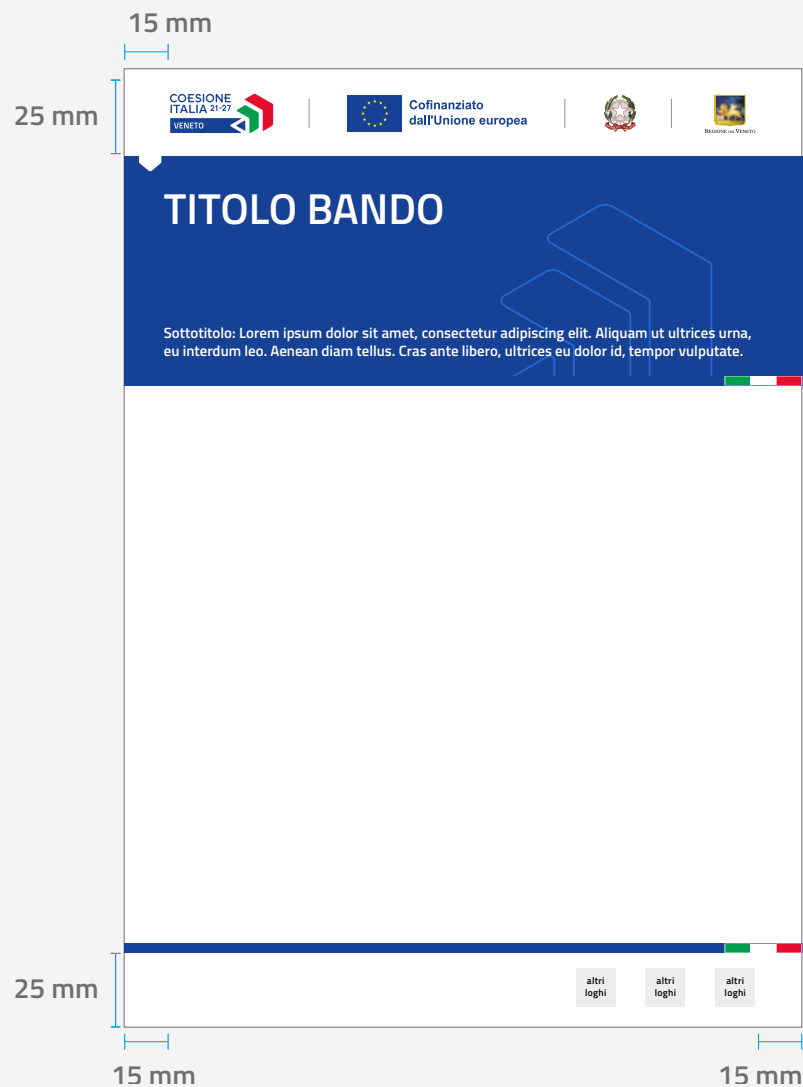 15 mm
25 mm
COESIONE
ITALIA 21-27
VENETO
Cofinanziato
dall'Unione europea
REGIONE DEL VENETO
TITOLO BANDO
Sottotitolo: Lorem ipsum dolor sit amet, consectetur adipiscing elit. Aliquam ut ultrices urna,
eu interdum leo. Aenean diam tellus. Cras ante libero, ultrices eu dolor id, tempor vulputate.
25 mm
altri
loghi
altri
loghi
altri
loghi
15 mm
15 mm